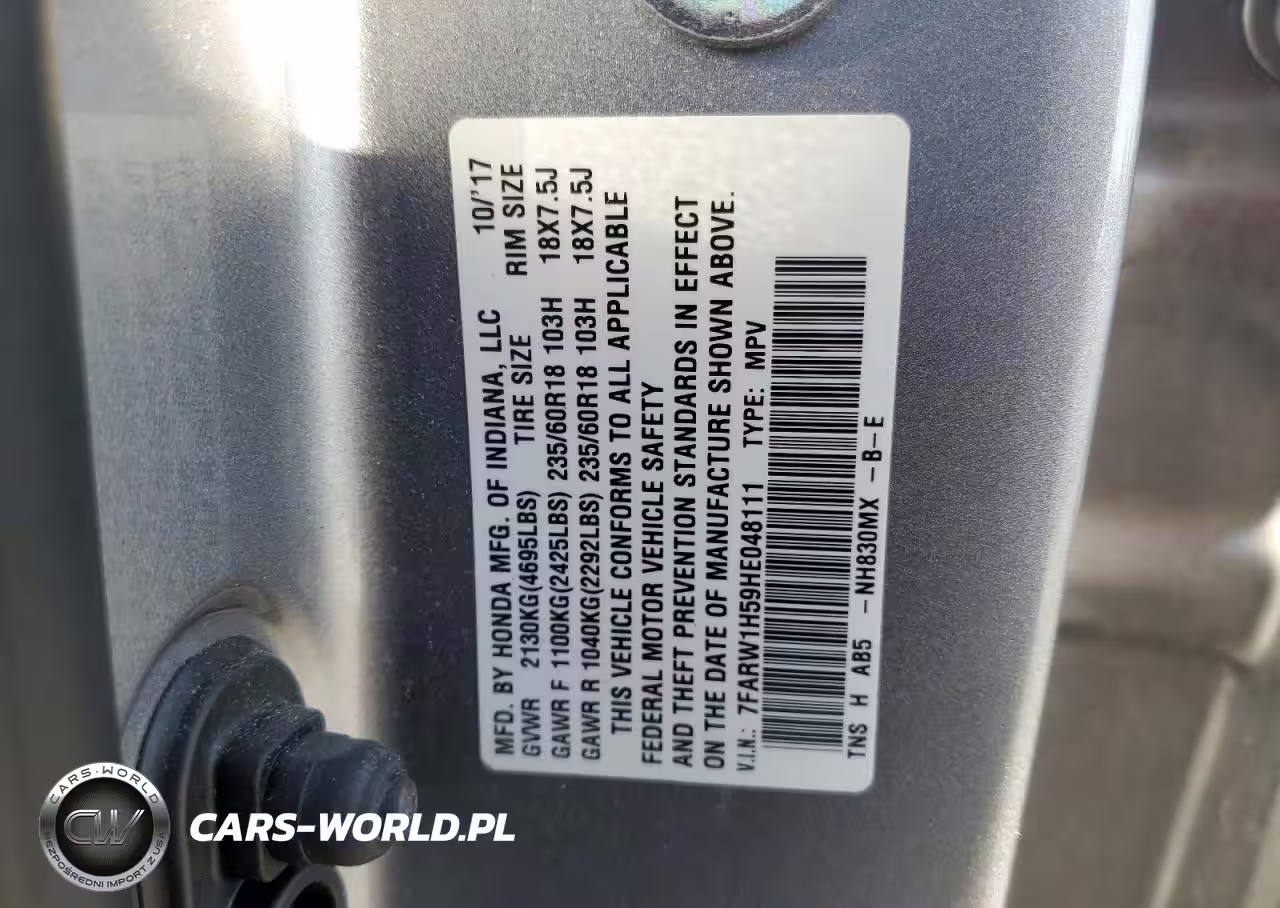 MFD. BY HONDA MFG. OF INDIANA, LLC 10/'17
GVWR 2130KG(4695LBS) TIRE SIZE RIM SIZE
GAWR F 1100KG(2425LBS) 235/60R18 103H 18X7.5J
GAWR R 1040KG(2292LBS) 235/60R18 103H 18X7.5J
THIS VEHICLE CONFORMS TO ALL APPLICABLE
FEDERAL MOTOR VEHICLE SAFETY
AND THEFT PREVENTION STANDARDS IN EFFECT
ON THE DATE OF MANUFACTURE SHOWN ABOVE.
V.I.N.: 7FARW1H59HE048111 TYPE: MPV
TNS H AB5 -NH830MX -B-E
CARS-WORLD
CW
BEZPOŚREDNI IMPORT Z USA
CARS-WORLD.PL